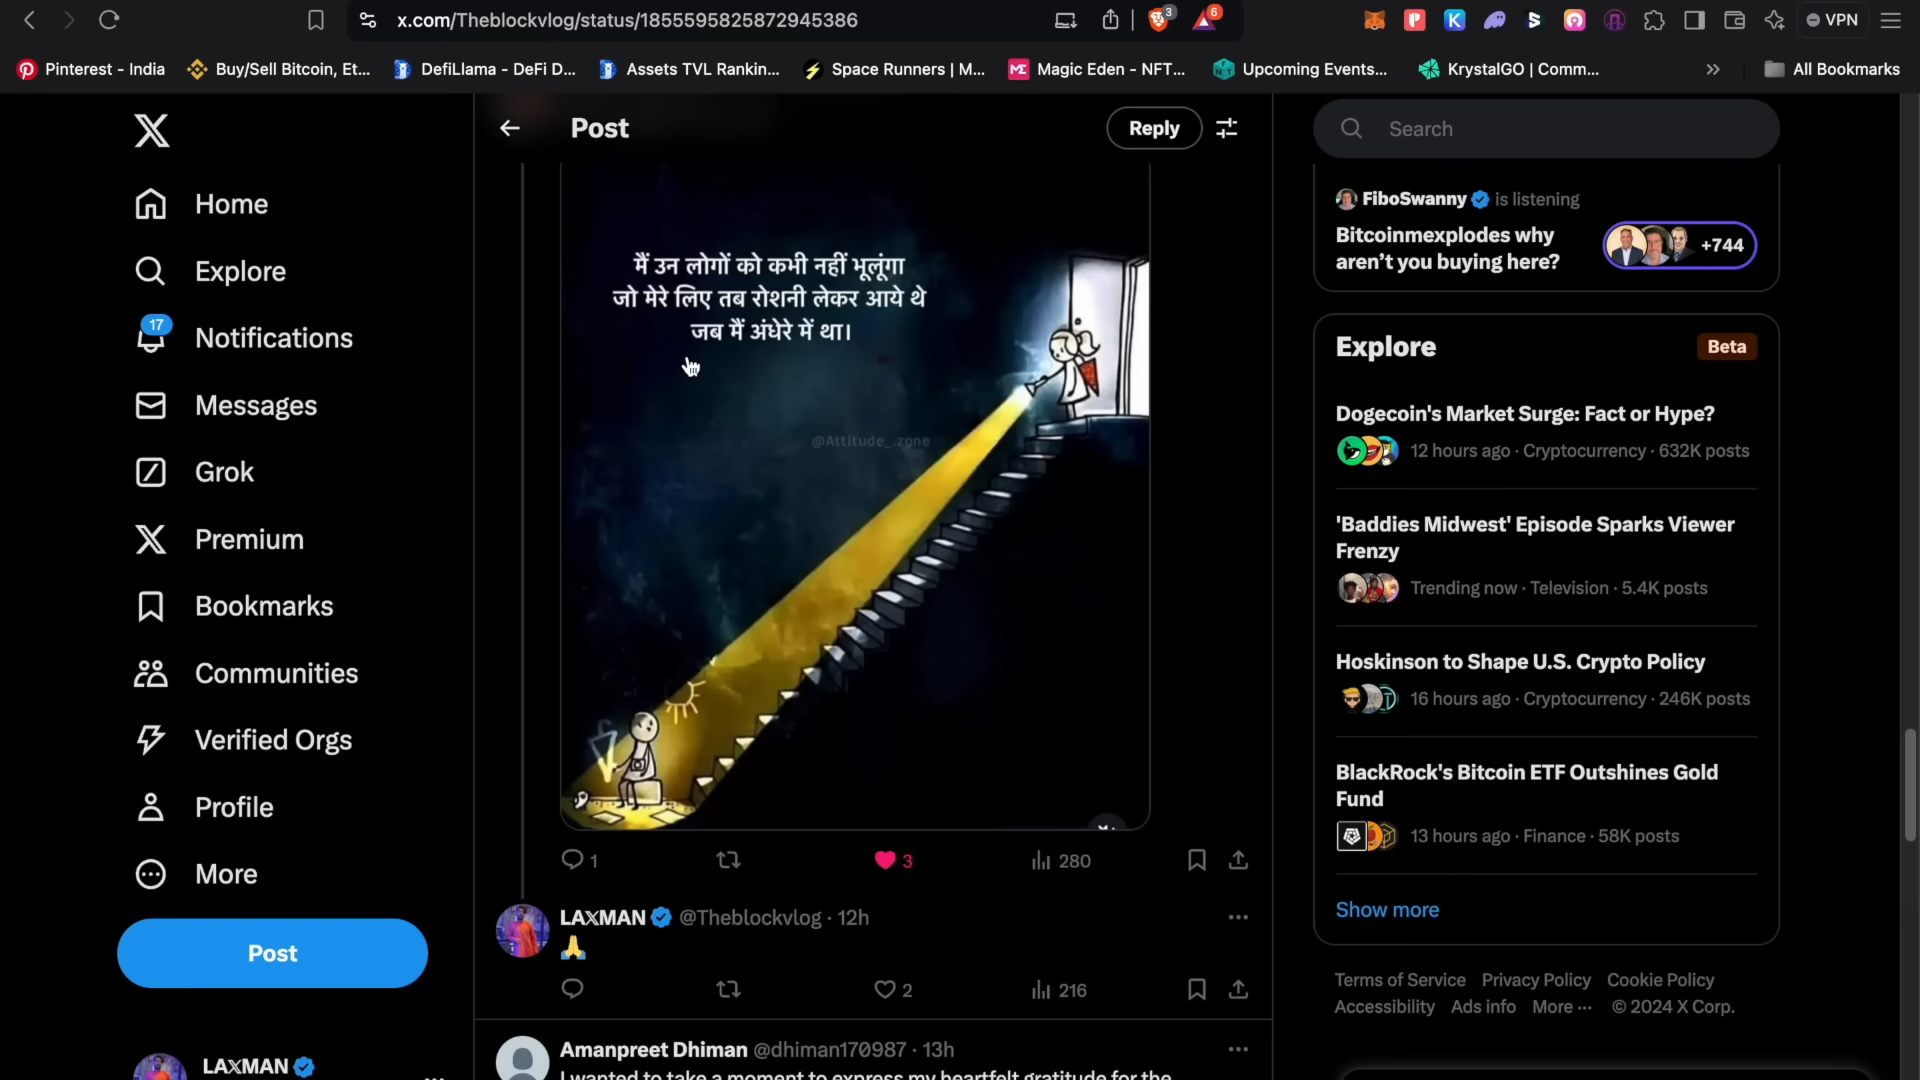 x.com/Theblockvlog/status/1855595825872945386
3
6
VPN
Pinterest - India
Buy/Sell Bitcoin, Et...
DefiLlama - DeFi D...
Assets TVL Rankin...
Space Runners | M...
Magic Eden - NFT...
Upcoming Events...
KrystalGO | Comm...
All Bookmarks
Home
Explore
17
Notifications
Messages
Grok
Premium
Bookmarks
Communities
Verified Orgs
Profile
More
Post
LAXMAN
Post
Reply
मैं उन लोगों को कभी नहीं भूलूंगा
जो मेरे लिए तब रोशनी लेकर आये थे
जब मैं अंधेरे में था।
@Attitude_.zone
1
3
280
LAXMAN @Theblockvlog · 12h
🙏
2
216
Amanpreet Dhiman @dhiman170987 · 13h
I wanted to take a moment to express my heartfelt gratitude for the
Search
FiboSwanny is listening
Bitcoinmexplodes why
aren't you buying here?
+744
Explore
Beta
Dogecoin's Market Surge: Fact or Hype?
12 hours ago · Cryptocurrency · 632K posts
'Baddies Midwest' Episode Sparks Viewer
Frenzy
Trending now · Television · 5.4K posts
Hoskinson to Shape U.S. Crypto Policy
16 hours ago · Cryptocurrency · 246K posts
BlackRock's Bitcoin ETF Outshines Gold
Fund
13 hours ago · Finance · 58K posts
Show more
Terms of Service Privacy Policy Cookie Policy
Accessibility Ads info More ··· © 2024 X Corp.